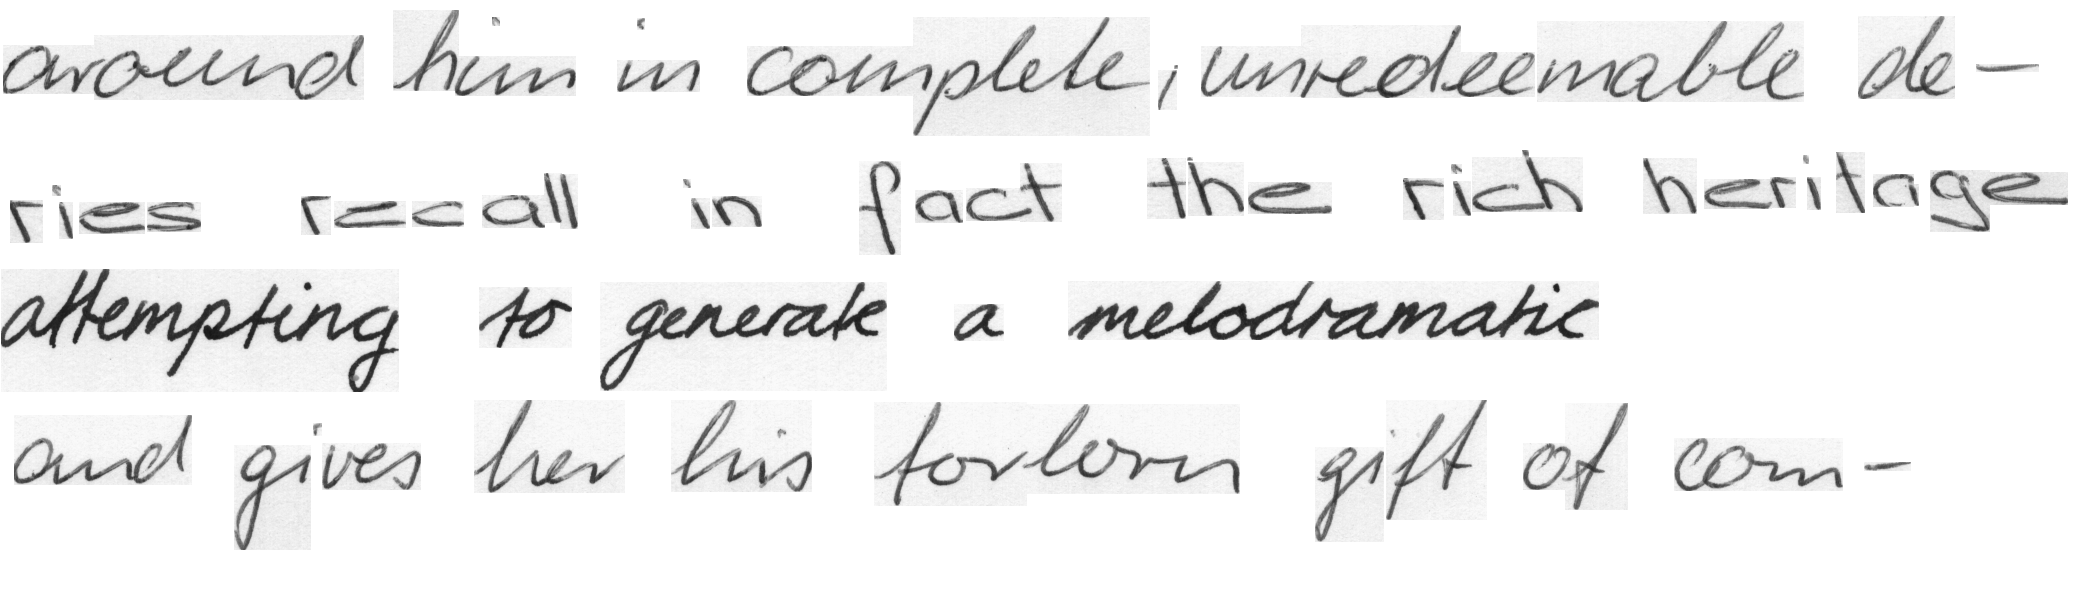 around him in complete, unredeemable de-
ries recall in fact the rich heritage
attempting to generate a melodramatic
and gives her his forlorn gift of com-